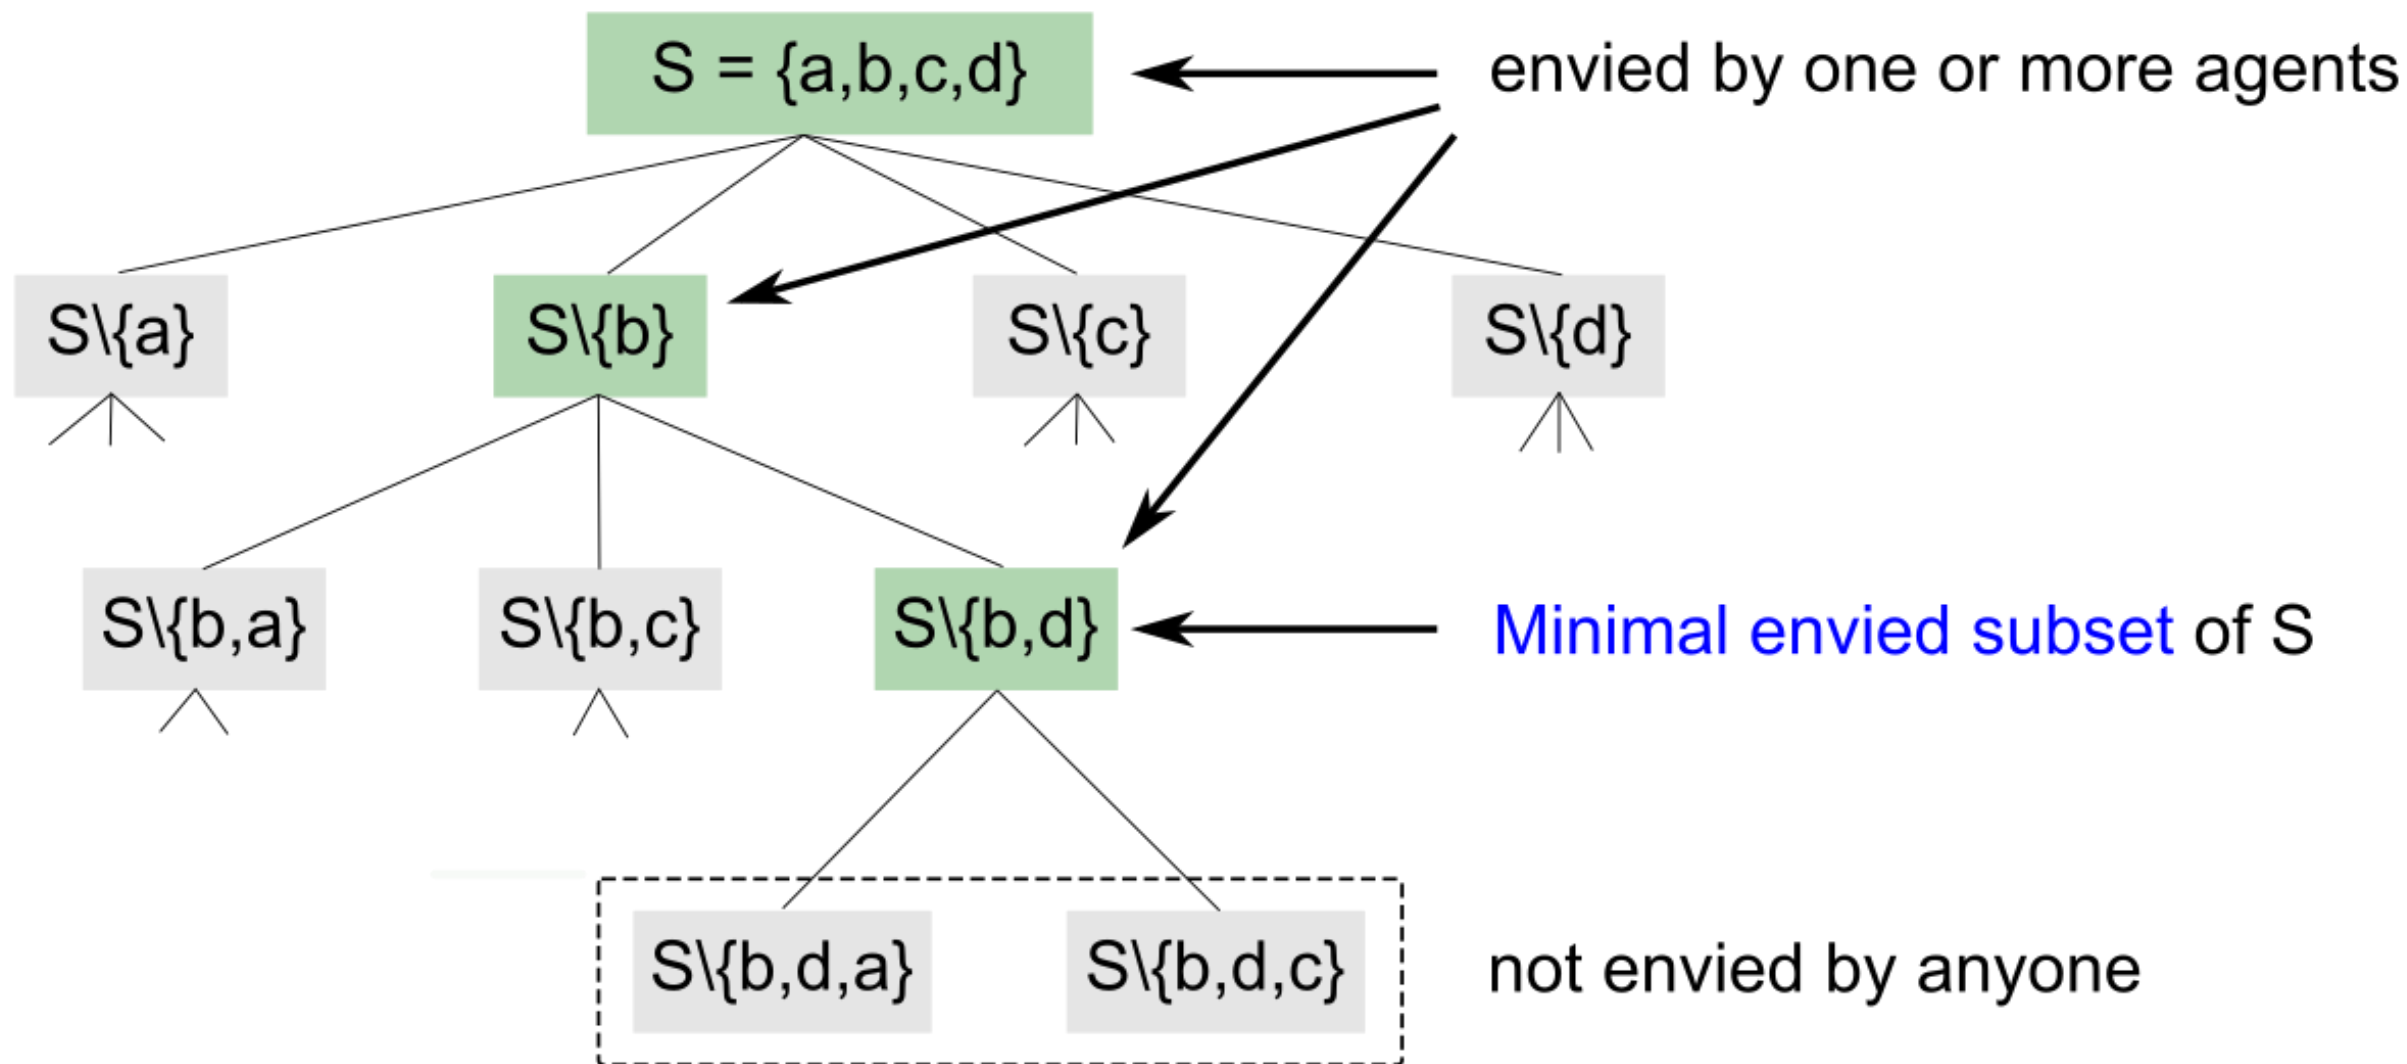 S = {a,b,c,d}
envied by one or more agents
S\{a}
S\{b}
S\{c}
S\{d}
S\{b,a}
S\{b,c}
S\{b,d}
Minimal envied subset of S
S\{b,d,a}
S\{b,d,c}
not envied by anyone